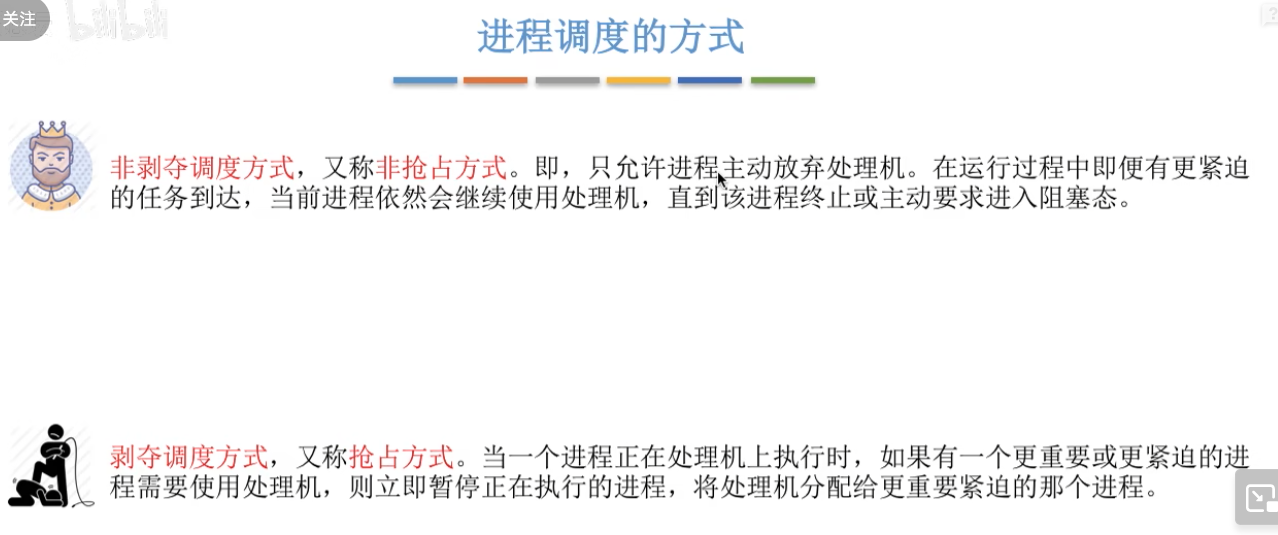 关注
bilibili
进程调度的方式
非剥夺调度方式，又称非抢占方式。即，只允许进程主动放弃处理机。在运行过程中即便有更紧迫
的任务到达，当前进程依然会继续使用处理机，直到该进程终止或主动要求进入阻塞态。
剥夺调度方式，又称抢占方式。当一个进程正在处理机上执行时，如果有一个更重要或更紧迫的进
程需要使用处理机，则立即暂停正在执行的进程，将处理机分配给更重要紧迫的那个进程。